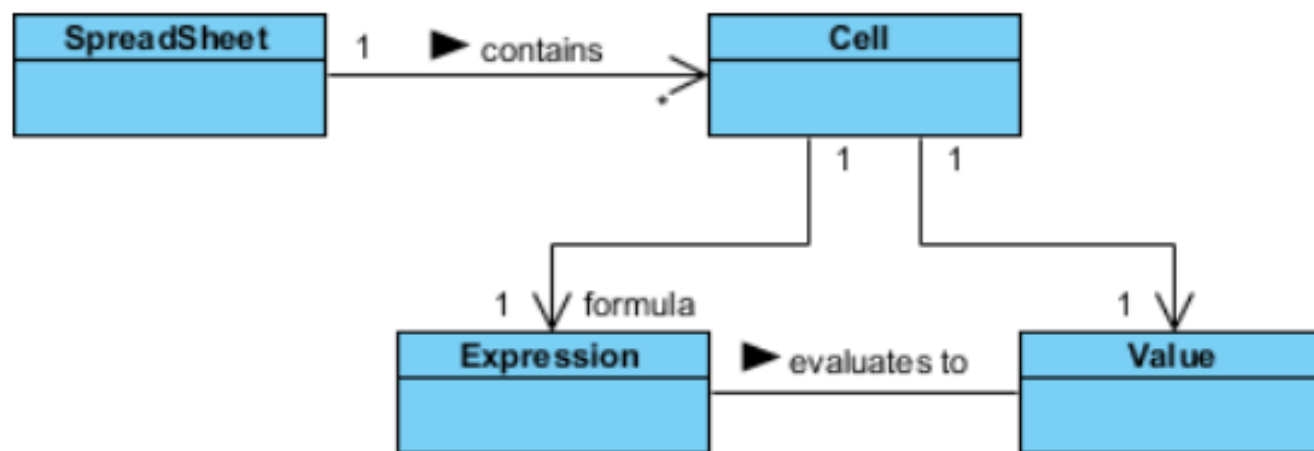 SpreadSheet
1 ▶ contains
*
Cell
1
1
1
formula
1
Expression
▶ evaluates to
Value